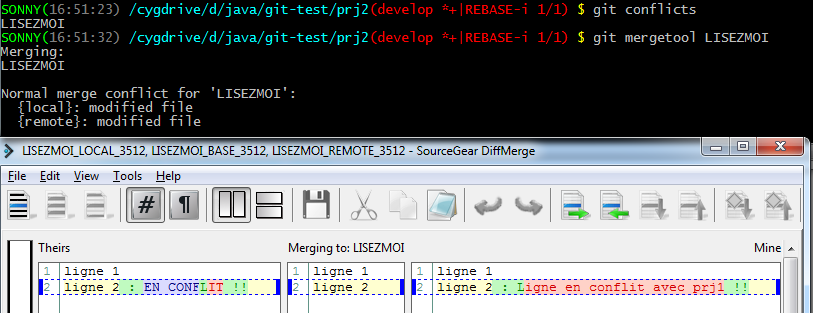 SONNY(16:51:23) /cygdrive/d/java/git-test/prj2(develop *+|REBASE-i 1/1) $ git conflicts
LISEZMOI
SONNY(16:51:32) /cygdrive/d/java/git-test/prj2(develop *+|REBASE-i 1/1) $ git mergetool LISEZMOI
Merging:
LISEZMOI
Normal merge conflict for 'LISEZMOI':
{local}: modified file
{remote}: modified file
LISEZMOI_LOCAL_3512, LISEZMOI_BASE_3512, LISEZMOI_REMOTE_3512 - SourceGear DiffMerge
File Edit View Tools Help
# ¶
Theirs Merging to: LISEZMOI Mine
1 ligne 1 1 ligne 1 1 ligne 1
2 ligne 2 : EN CONFLIT !! 2 ligne 2 2 ligne 2 : Ligne en conflit avec prj1 !!